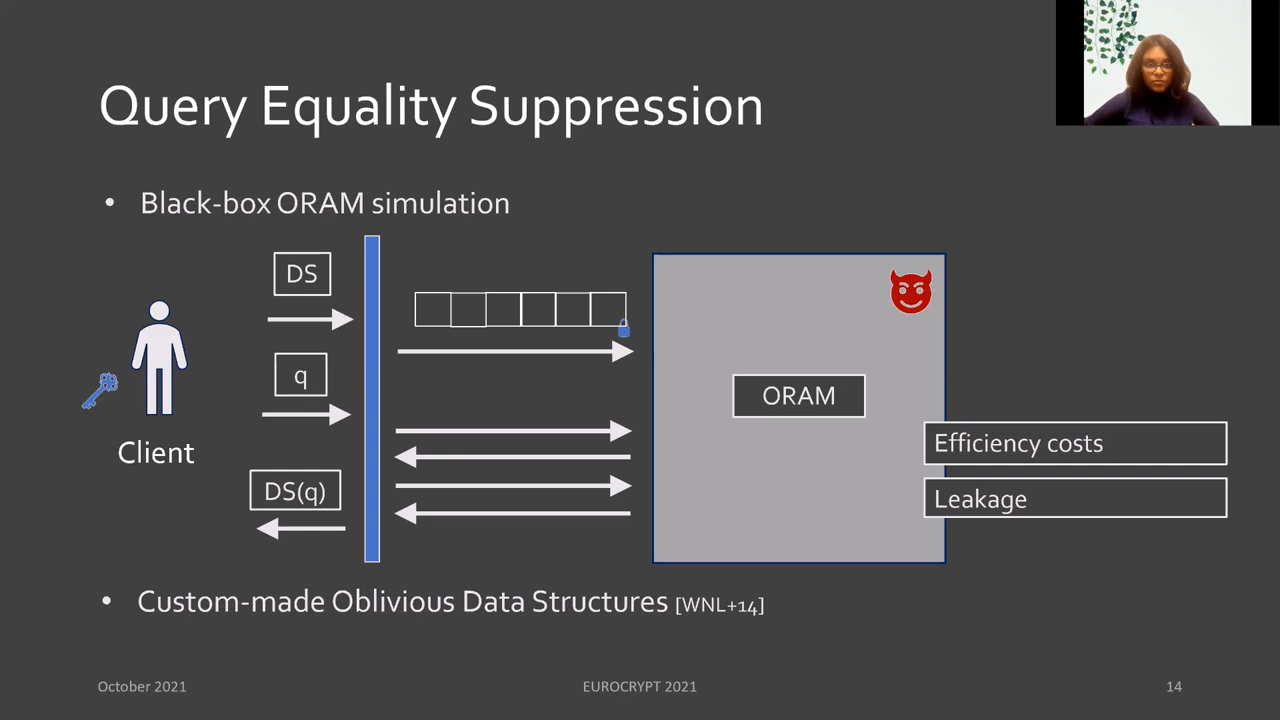 Query Equality Suppression
• Black-box ORAM simulation
DS
q
ORAM
Efficiency costs
Client
DS(q)
Leakage
• Custom-made Oblivious Data Structures [WNL+14]
October 2021
EUROCRYPT 2021
14